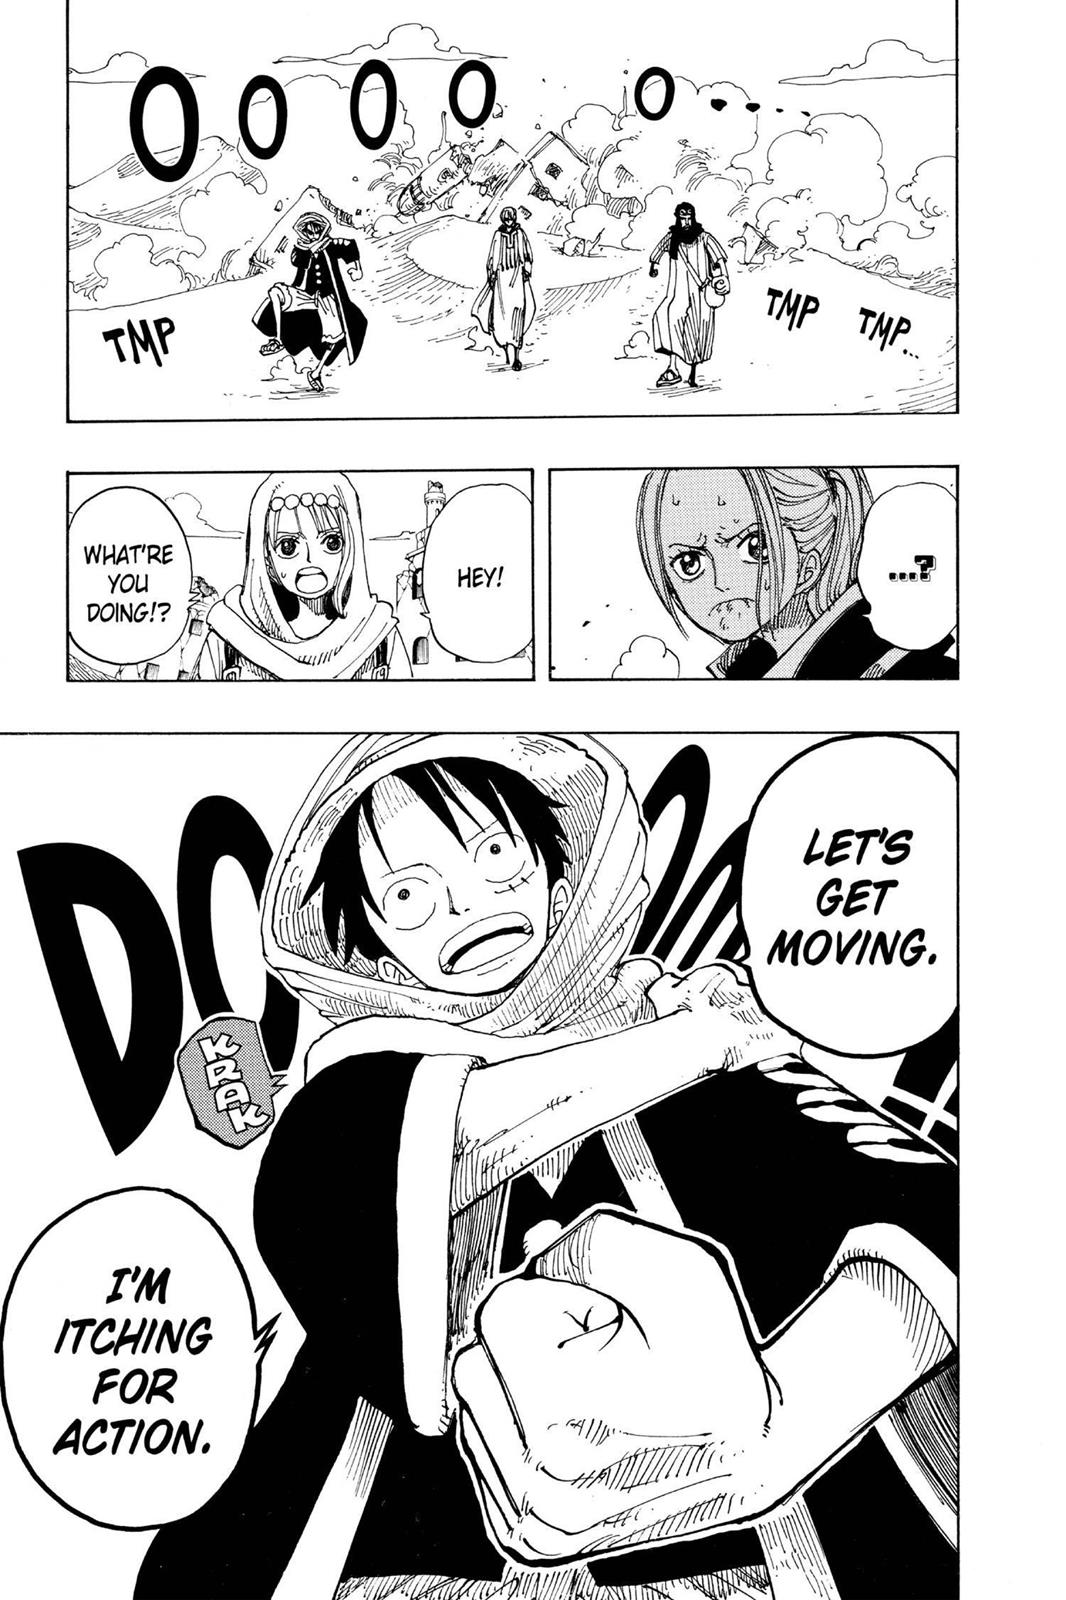 OOOO O....
TMP
TMP
TMP...
....?
HEY!
WHAT'RE
YOU
DOING!?
LET'S
GET
MOVING.
KRAK
I'M
ITCHING
FOR
ACTION.